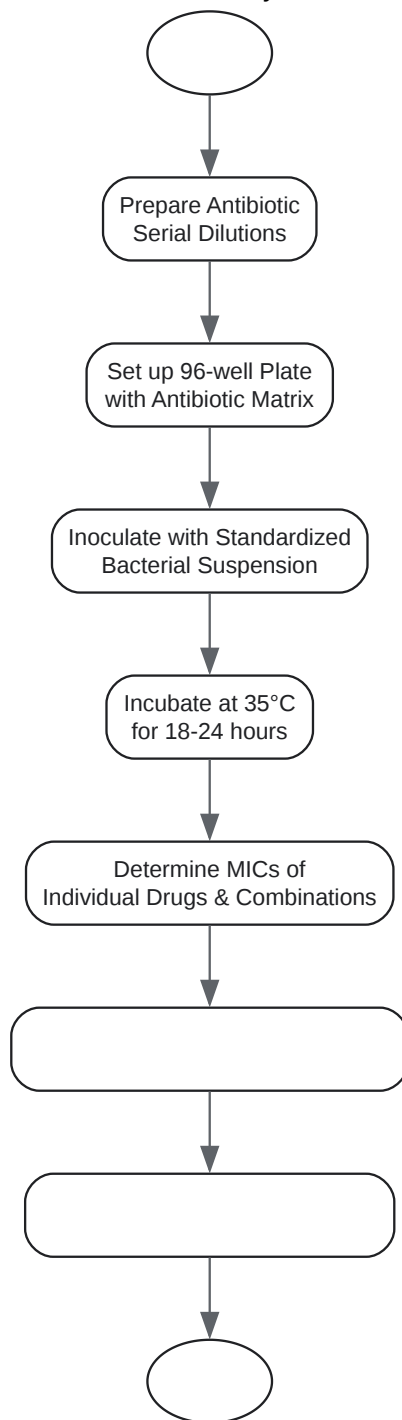 Prepare Antibiotic
Serial Dilutions
Set up 96-well Plate
with Antibiotic Matrix
Inoculate with Standardized
Bacterial Suspension
Incubate at 35°C
for 18-24 hours
Determine MICs of
Individual Drugs & Combinations